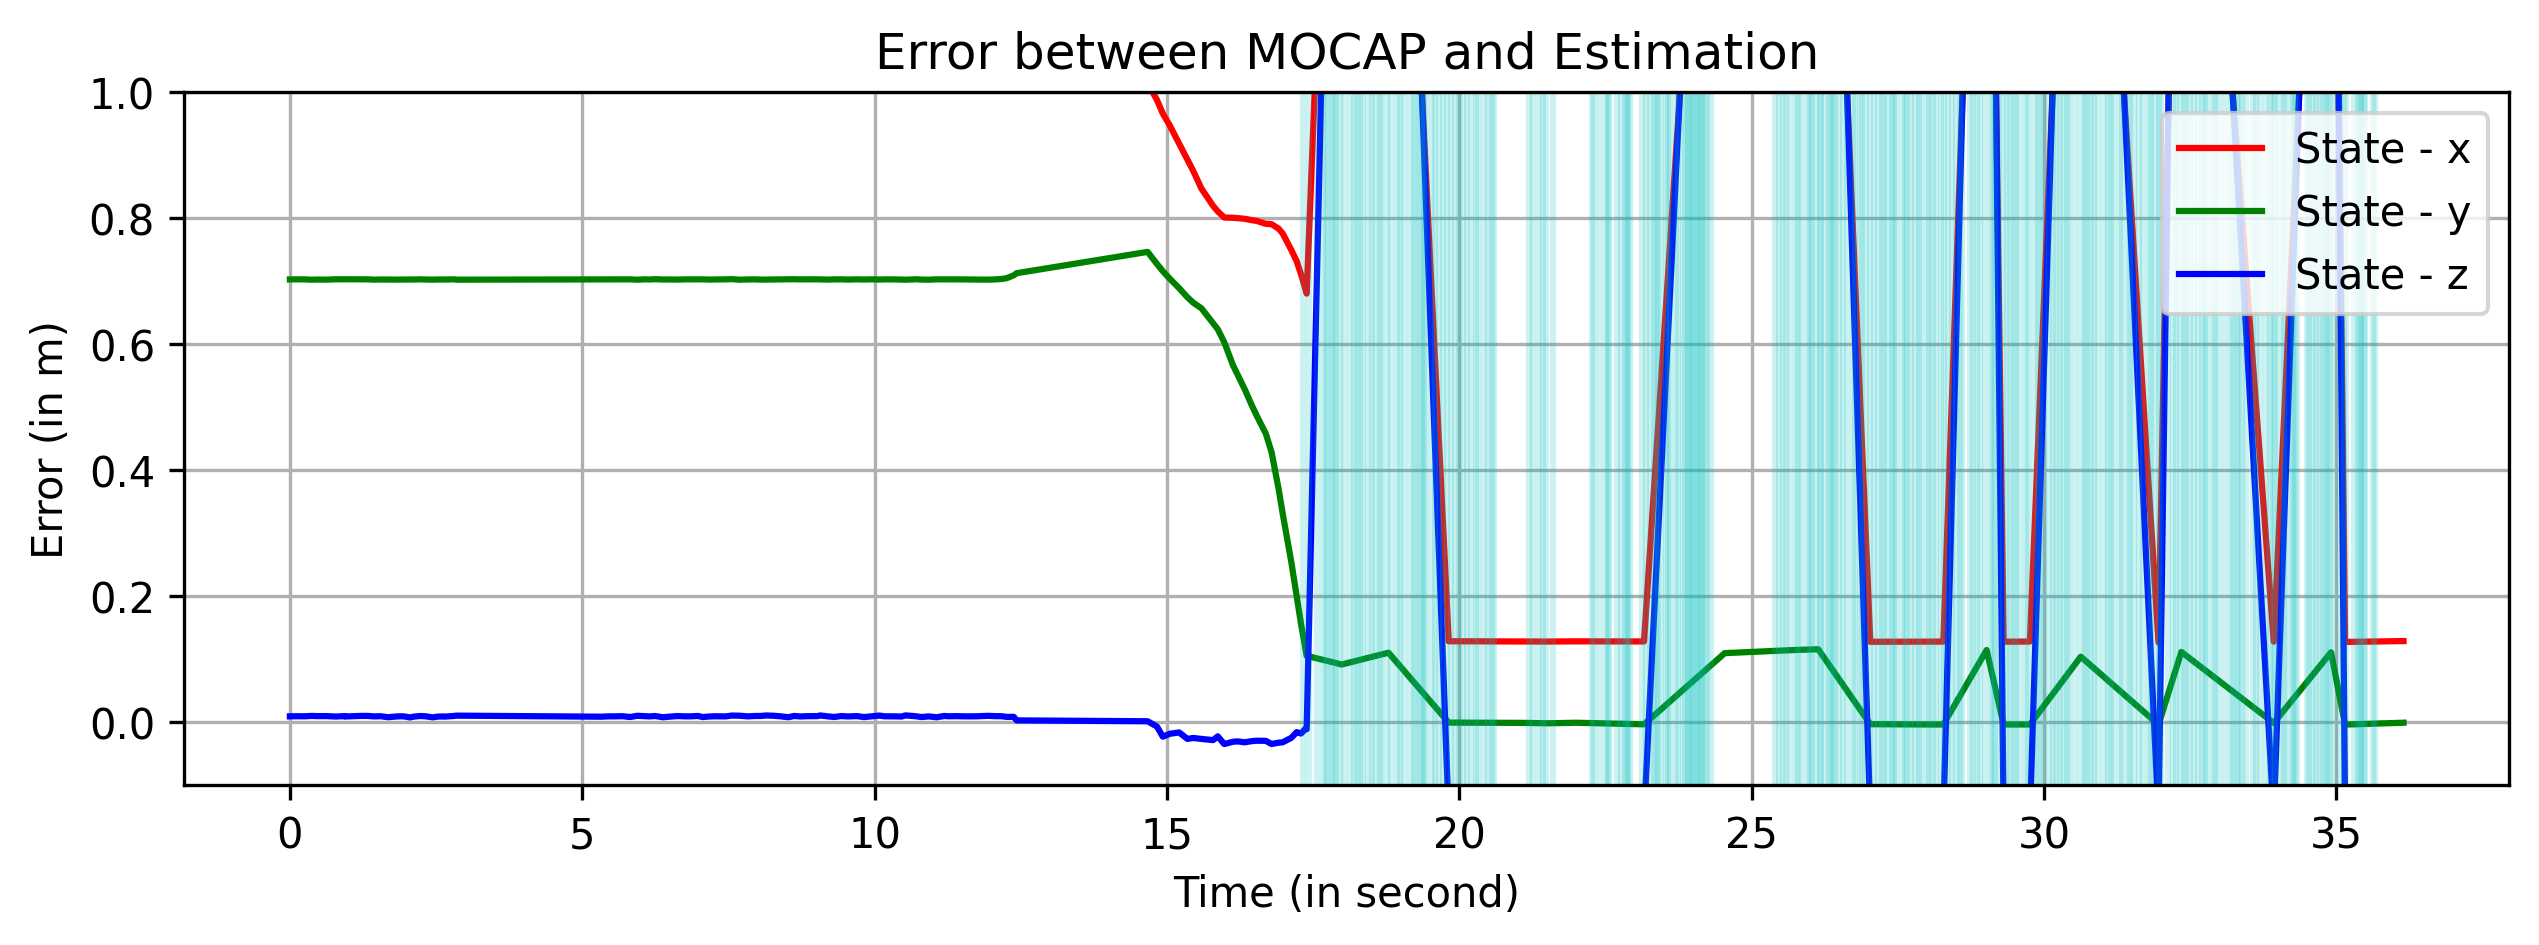 Error between MOCAP and Estimation
1.0
0.8
0.6
0.4
0.2
0.0
Error (in m)
State - x
State - y
State - z
0 5 10 15 20 25 30 35
Time (in second)